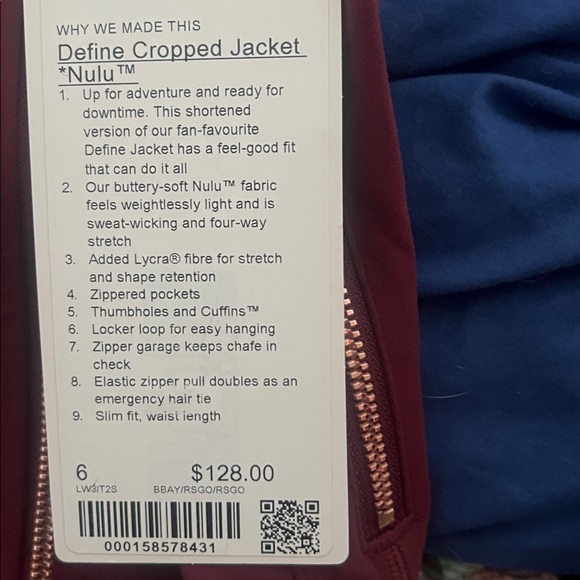 WHY WE MADE THIS
Define Cropped Jacket
*Nulu™
1. Up for adventure and ready for
downtime. This shortened
version of our fan-favourite
Define Jacket has a feel-good fit
that can do it all
2. Our buttery-soft Nulu™ fabric
feels weightlessly light and is
sweat-wicking and four-way
stretch
3. Added Lycra® fibre for stretch
and shape retention
4. Zippered pockets
5. Thumbholes and Cuffins™
6. Locker loop for easy hanging
7. Zipper garage keeps chafe in
check
8. Elastic zipper pull doubles as an
emergency hair tie
9. Slim fit, waist length
6 $128.00
LW3IT2S BBAY/RSGO/RSGO
000158578431